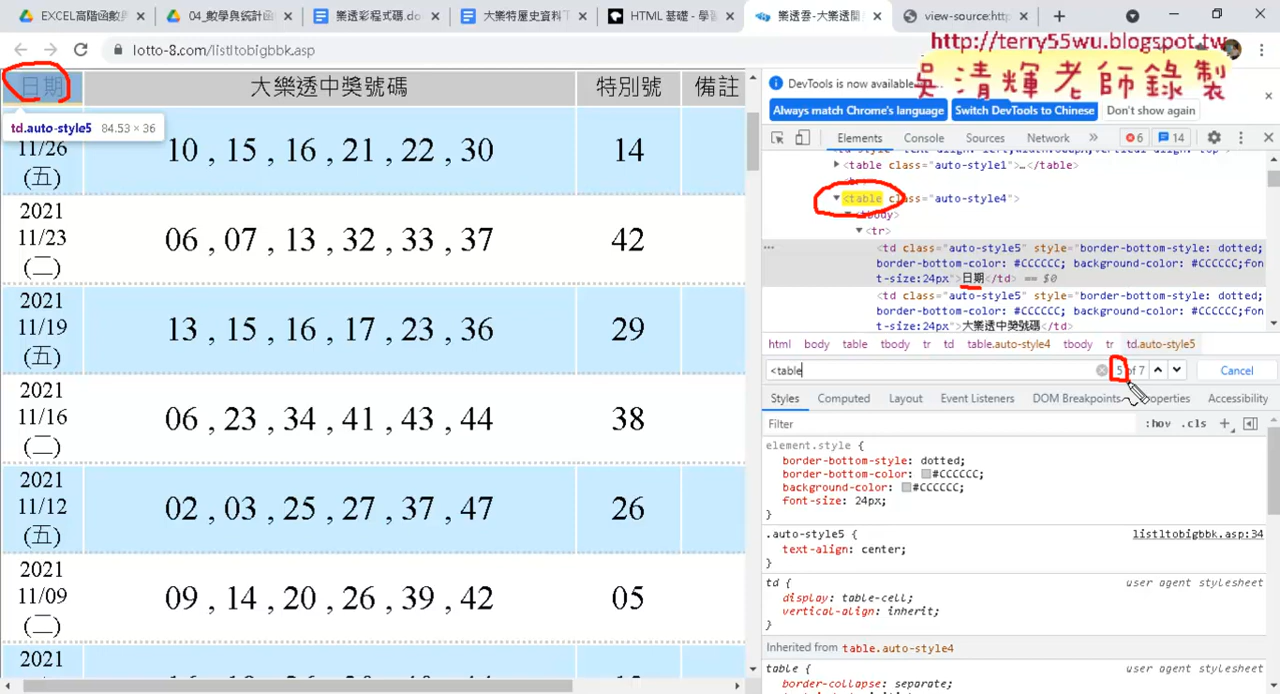 EXCEL高階函數與
04_數學與統計函
樂透彩程式碼.do
大樂特屋史資料下
HTML 基礎 - 學習
樂透雲-大樂透開
view-source:http
lotto-8.com/listltobigbbk.asp
http://terry55wu.blogspot.tw
吳清輝老師錄製
日期 大樂透中獎號碼 特別號 備註
td.auto-style5 84.53 × 36
11/26
(五)
10 , 15 , 16 , 21 , 22 , 30
14
2021
11/23
(二)
06 , 07 , 13 , 32 , 33 , 37
42
2021
11/19
(五)
13 , 15 , 16 , 17 , 23 , 36
29
2021
11/16
(二)
06 , 23 , 34 , 41 , 43 , 44
38
2021
11/12
(五)
02 , 03 , 25 , 27 , 37 , 47
26
2021
11/09
(二)
09 , 14 , 20 , 26 , 39 , 42
05
2021
DevTools is now available
Always match Chrome's language Switch DevTools to Chinese Don't show again
Elements Console Sources Network » 6 14
<table class="auto-style1">…</table>
<table class="auto-style4">
<tbody>
<tr>
<td class="auto-style5" style="border-bottom-style: dotted;
border-bottom-color: #CCCCCC; background-color: #CCCCCC;fon
t-size:24px">日期</td> == $0
<td class="auto-style5" style="border-bottom-style: dotted;
border-bottom-color: #CCCCCC; background-color: #CCCCCC;fon
t-size:24px">大樂透中獎號碼</td>
html body table tbody tr td table.auto-style4 tbody tr td.auto-style5
<table 5 of 7 Cancel
Styles Computed Layout Event Listeners DOM Breakpoints Properties Accessibility
Filter :hov .cls +
element.style {
border-bottom-style: dotted;
border-bottom-color: #CCCCCC;
background-color: #CCCCCC;
font-size: 24px;
}
.auto-style5 { listltobigbbk.asp:34
text-align: center;
}
td { user agent stylesheet
display: table-cell;
vertical-align: inherit;
}
Inherited from table.auto-style4
table { user agent stylesheet
border-collapse: separate;